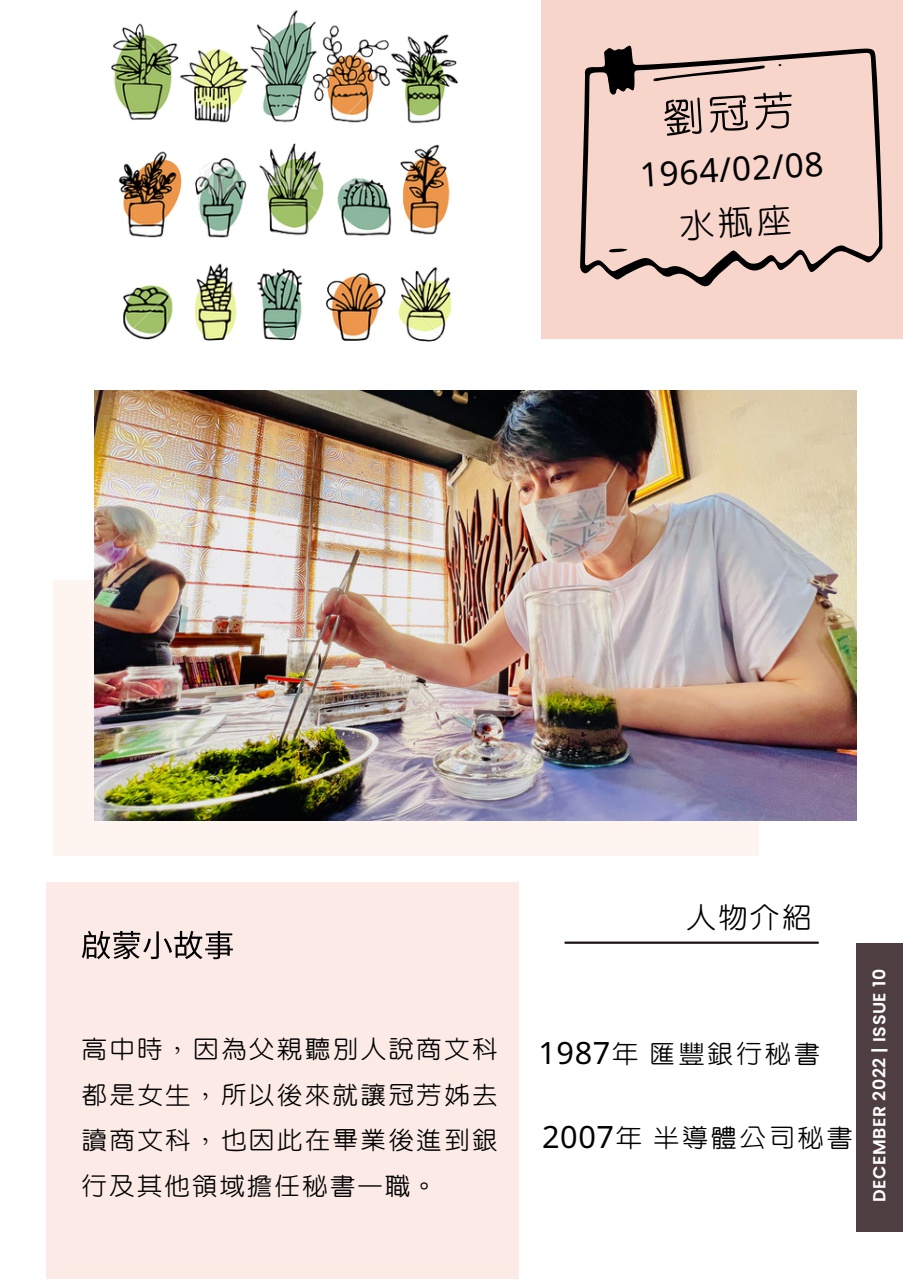 劉冠芳
1964/02/08
水瓶座
啟蒙小故事
高中時，因為父親聽別人說商文科
都是女生，所以後來就讓冠芳姊去
讀商文科，也因此在畢業後進到銀
行及其他領域擔任秘書一職。
人物介紹
1987年 匯豐銀行秘書
2007年 半導體公司秘書
DECEMBER 2022 | ISSUE 10